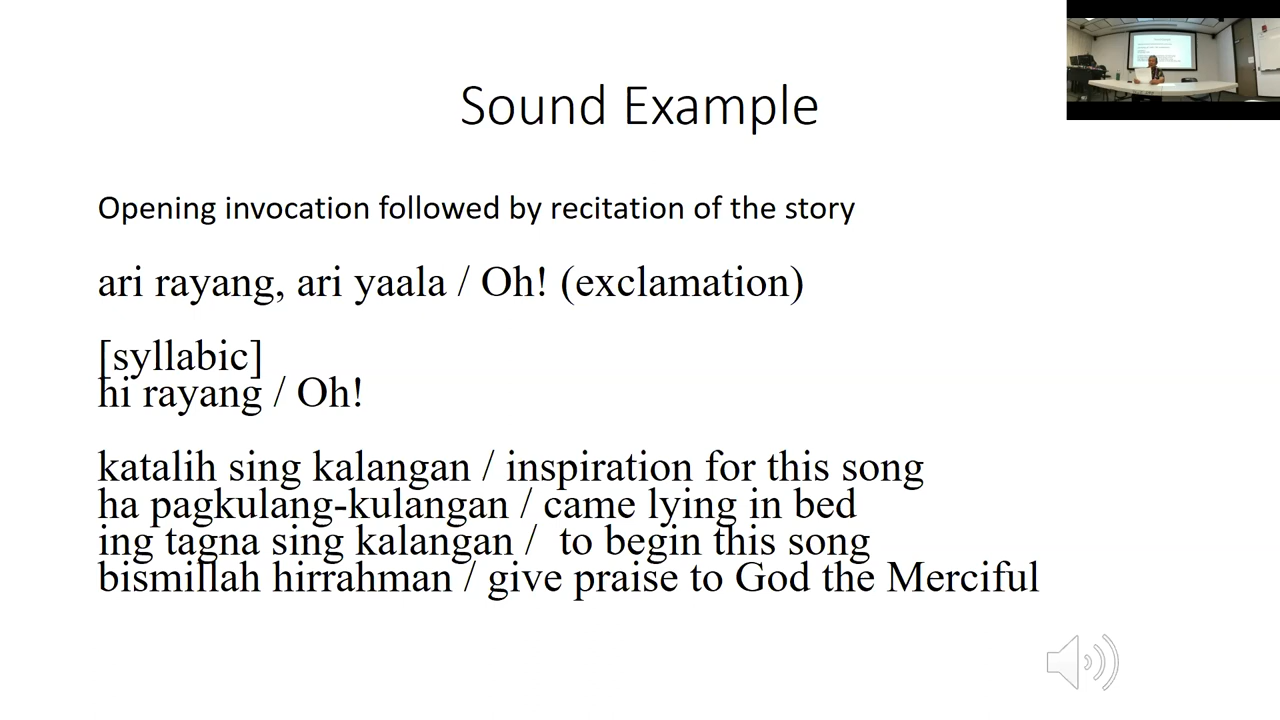 Sound Example
Opening invocation followed by recitation of the story
ari rayang, ari yaala / Oh! (exclamation)
[syllabic]
hi rayang / Oh!
katalih sing kalangan / inspiration for this song
ha pagkulang-kulangan / came lying in bed
ing tagna sing kalangan /  to begin this song
bismillah hirrahman / give praise to God the Merciful